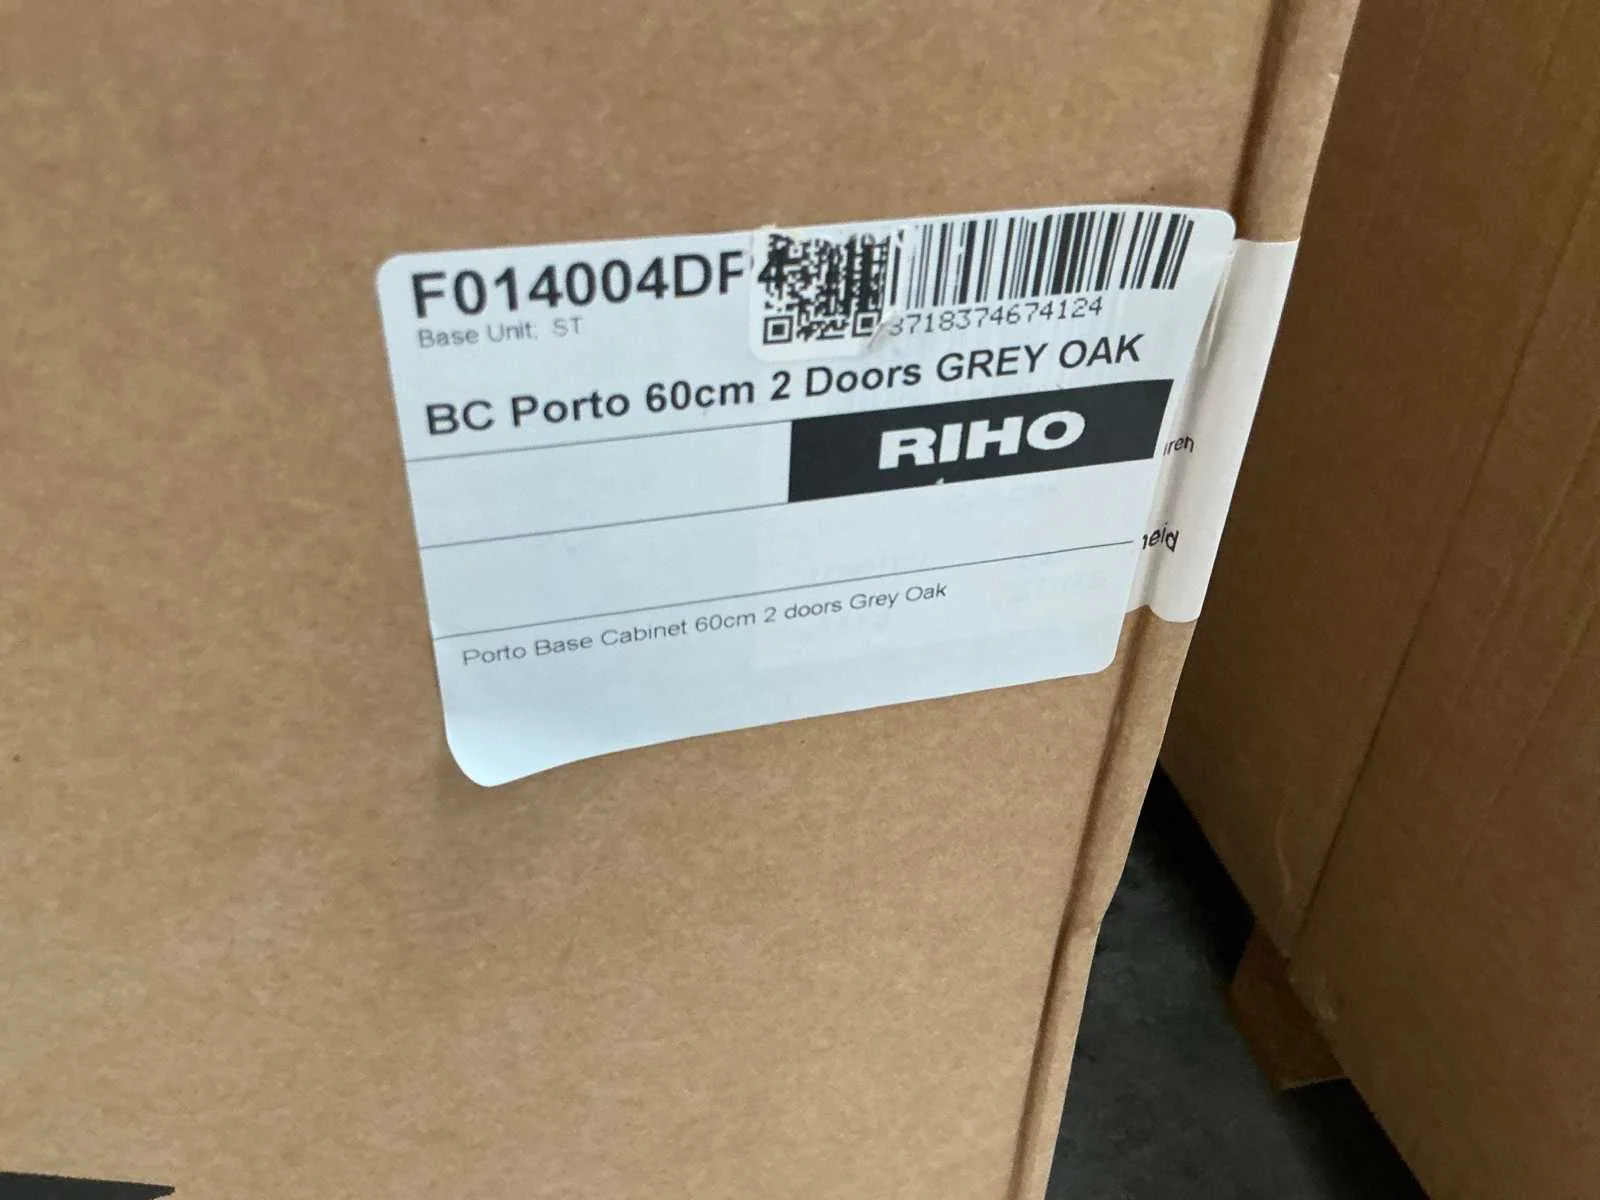 F014004DP4
Base Unit: ST
8718374674124
BC Porto 60cm 2 Doors GREY OAK
RIHO
Porto Base Cabinet 60cm 2 doors Grey Oak